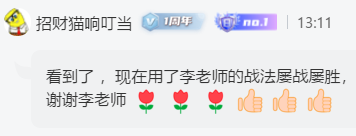 招财猫响叮当 1周年 no.1 13:11
看到了 ，现在用了李老师的战法屡战屡胜，
谢谢李老师 🌹 🌹 🌹 👍🏻👍🏻👍🏻